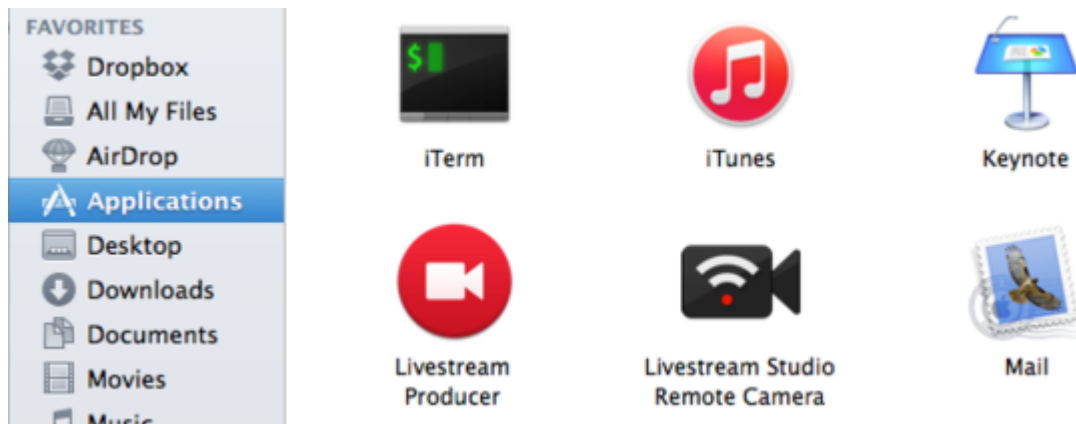 FAVORITES
Dropbox
All My Files
AirDrop
Applications
Desktop
Downloads
Documents
Movies
Music
$
iTerm
iTunes
Keynote
Livestream
Producer
Livestream Studio
Remote Camera
Mail